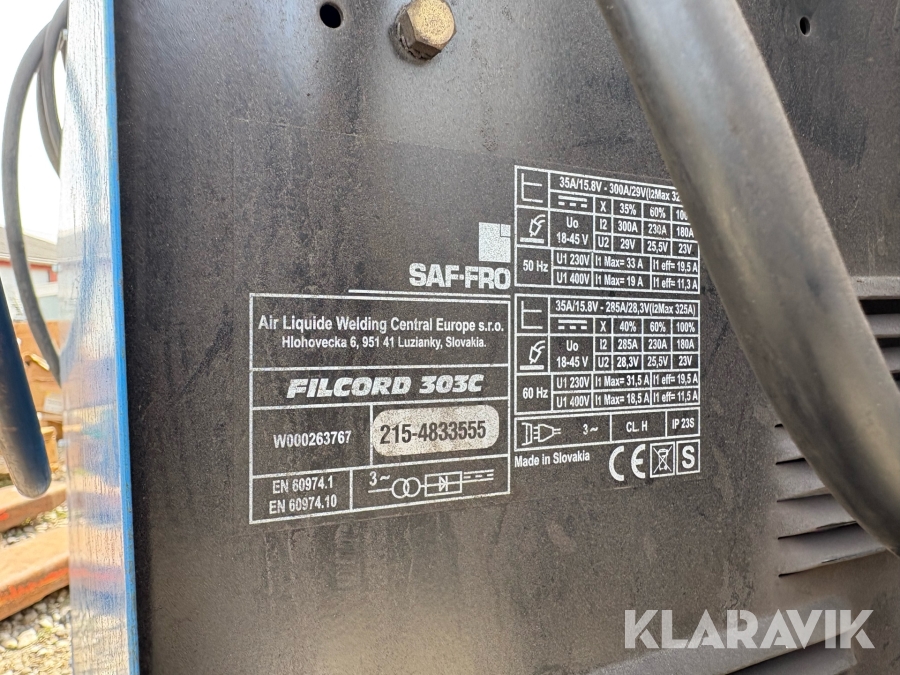 SAF-FRO
Air Liquide Welding Central Europe s.r.o.
Hlohovecka 6, 951 41 Luzianky, Slovakia.
FILCORD 303C
W000263767
215-4833555
EN 60974.1
EN 60974.10
3~
35A/15.8V - 300A/29V(I2Max 32
X 35% 60% 100
Uo
18-45 V
I2 300A 230A 180A
U2 29V 25,5V 23V
50 Hz
U1 230V I1 Max= 33 A I1 eff= 19,5 A
U1 400V I1 Max= 19 A I1 eff= 11,3 A
35A/15.8V - 285A/28,3V(I2Max 325A)
X 40% 60% 100%
Uo
18-45 V
I2 285A 230A 180A
U2 28,3V 25,5V 23V
60 Hz
U1 230V I1 Max= 31,5 A I1 eff= 19,5 A
U1 400V I1 Max= 18,5 A I1 eff= 11,5 A
3~ CL. H IP 23S
Made in Slovakia
CE S
KLARAVIK